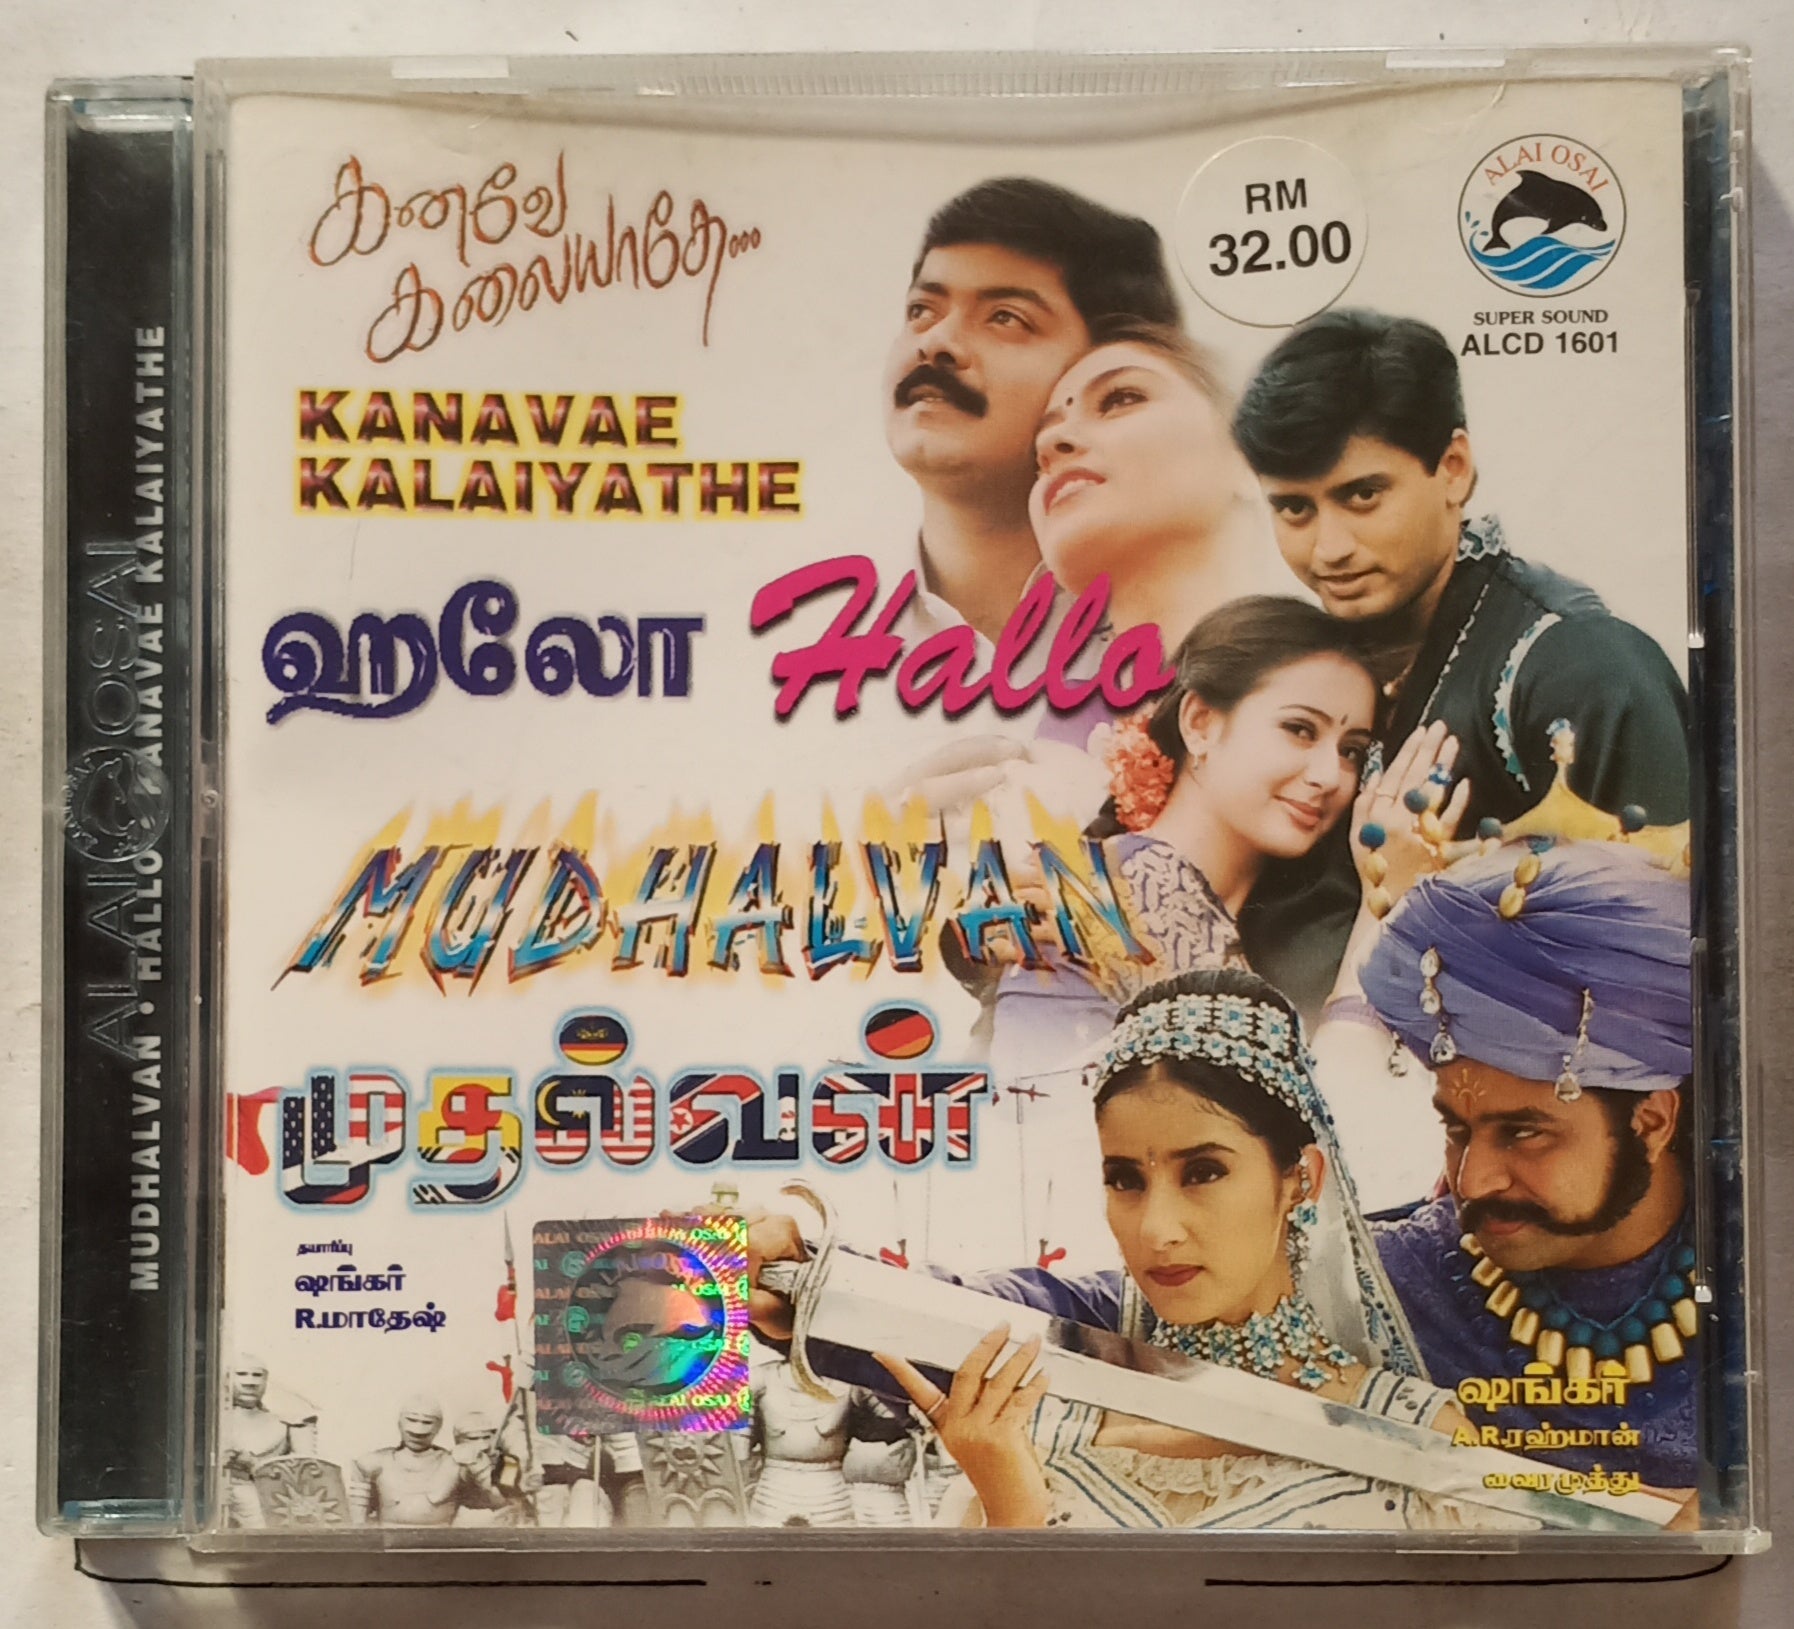 கனவே
கலையாதே...
KANAVAE
KALAIYATHE
RM
32.00
ALAI OSAI
SUPER SOUND
ALCD 1601
ஹலோ Hallo
MUDHALVAN
முதல்வன்
தயாரிப்பு
ஷங்கர்
R.மாதேஷ்
ஷங்கர்
A.R.ரஹ்மான்
வைரமுத்து
ALAI OSAI
MUDHALVAN • HALLO • KANAVAE KALAIYATHE